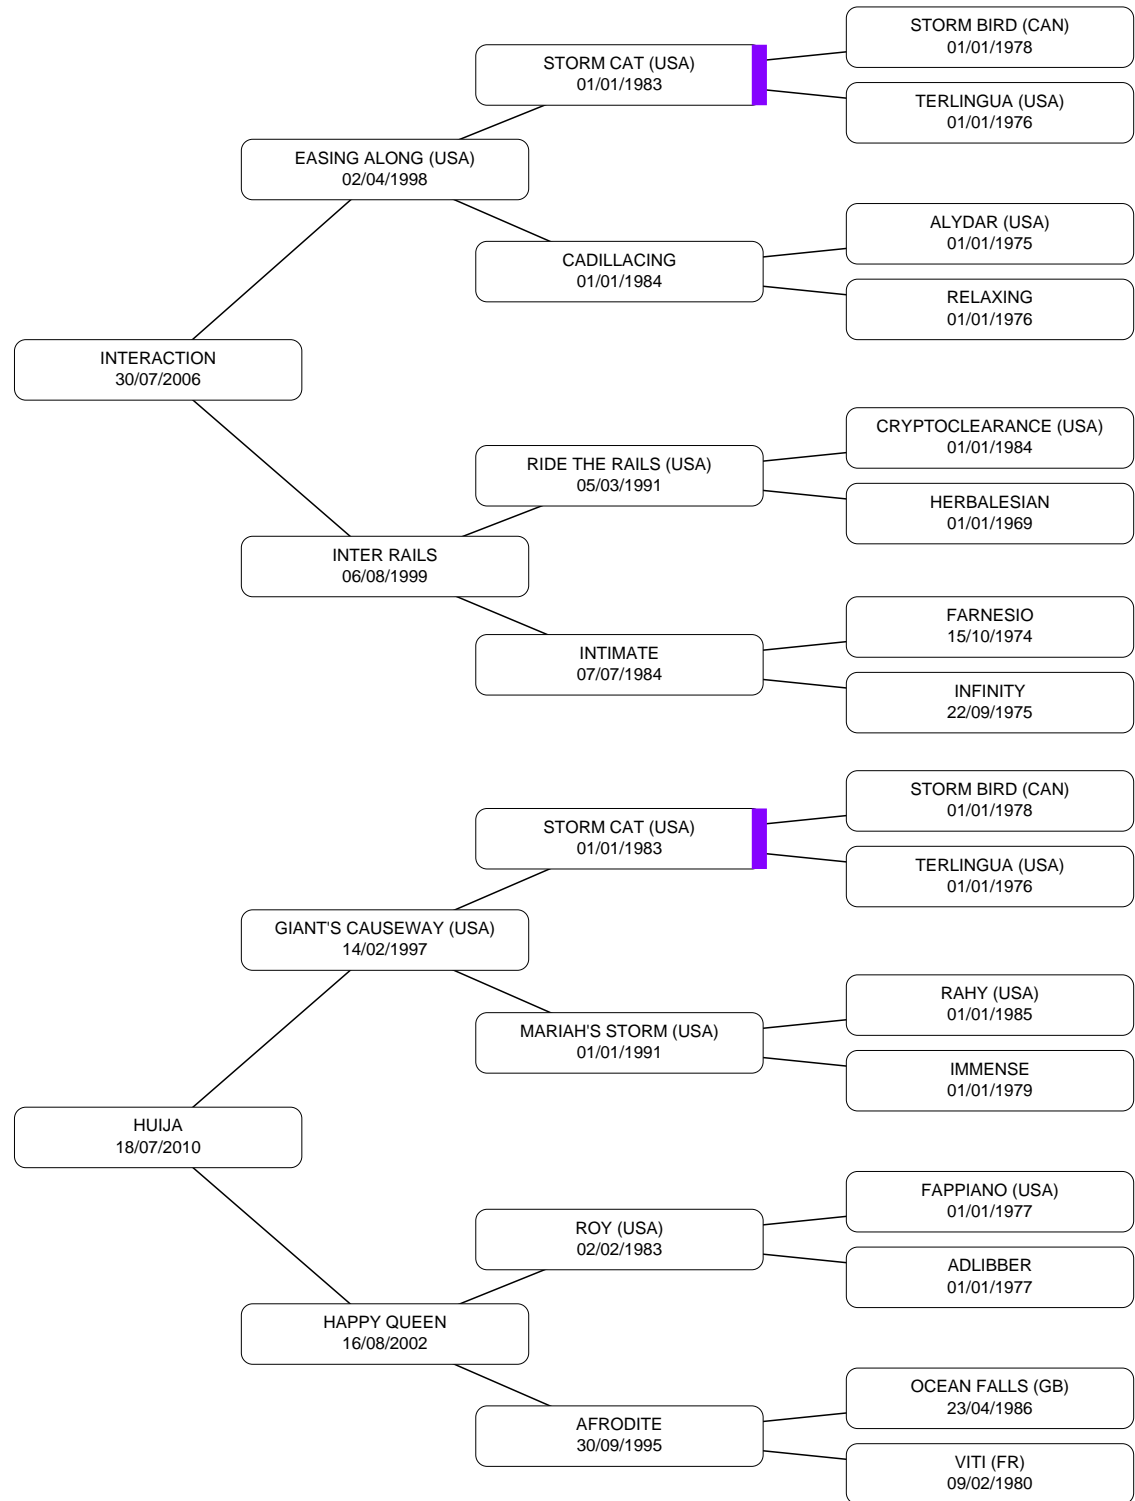 STORM BIRD (CAN)
01/01/1978
STORM CAT (USA)
01/01/1983
TERLINGUA (USA)
01/01/1976
EASING ALONG (USA)
02/04/1998
ALYDAR (USA)
01/01/1975
CADILLACING
01/01/1984
RELAXING
01/01/1976
INTERACTION
30/07/2006
CRYPTOCLEARANCE (USA)
01/01/1984
RIDE THE RAILS (USA)
05/03/1991
HERBALESIAN
01/01/1969
INTER RAILS
06/08/1999
FARNESIO
15/10/1974
INTIMATE
07/07/1984
INFINITY
22/09/1975
STORM BIRD (CAN)
01/01/1978
STORM CAT (USA)
01/01/1983
TERLINGUA (USA)
01/01/1976
GIANT'S CAUSEWAY (USA)
14/02/1997
RAHY (USA)
01/01/1985
MARIAH'S STORM (USA)
01/01/1991
IMMENSE
01/01/1979
HUIJA
18/07/2010
FAPPIANO (USA)
01/01/1977
ROY (USA)
02/02/1983
ADLIBBER
01/01/1977
HAPPY QUEEN
16/08/2002
OCEAN FALLS (GB)
23/04/1986
AFRODITE
30/09/1995
VITI (FR)
09/02/1980